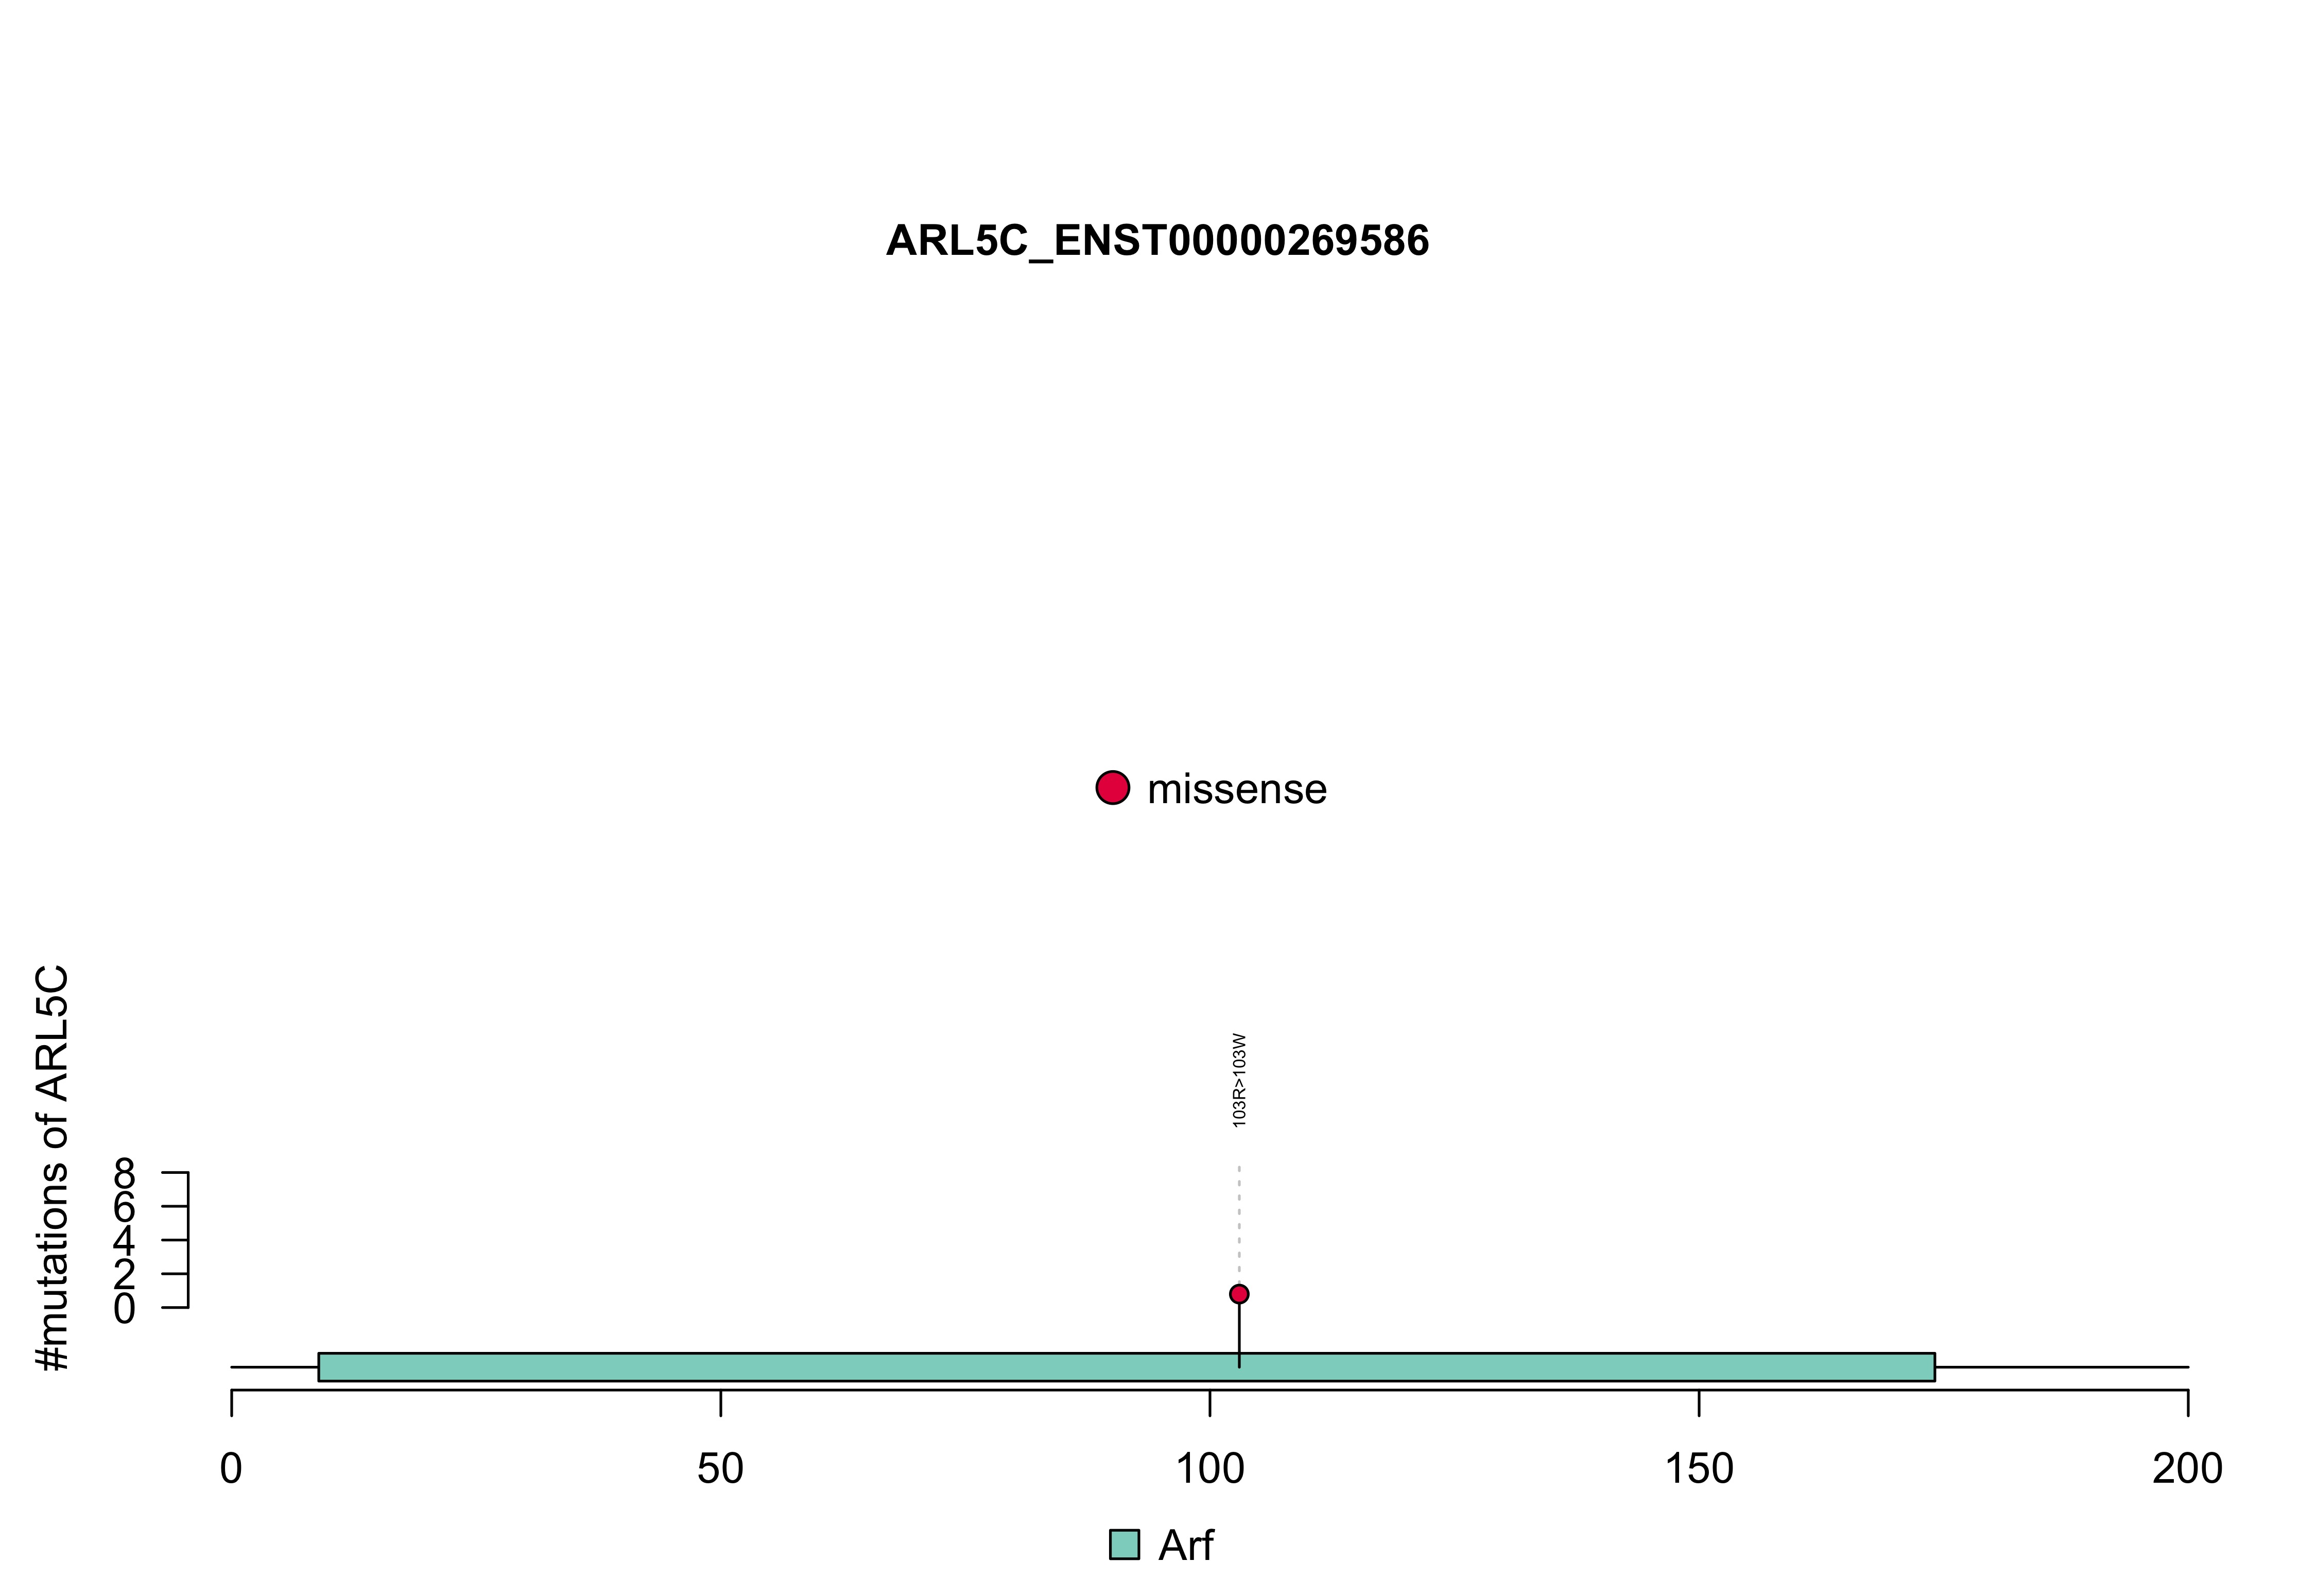 ARL5C_ENST00000269586
missense
#mutations of ARL5C
103R>103W
8
6
4
2
0
0 50 100 150 200
Arf